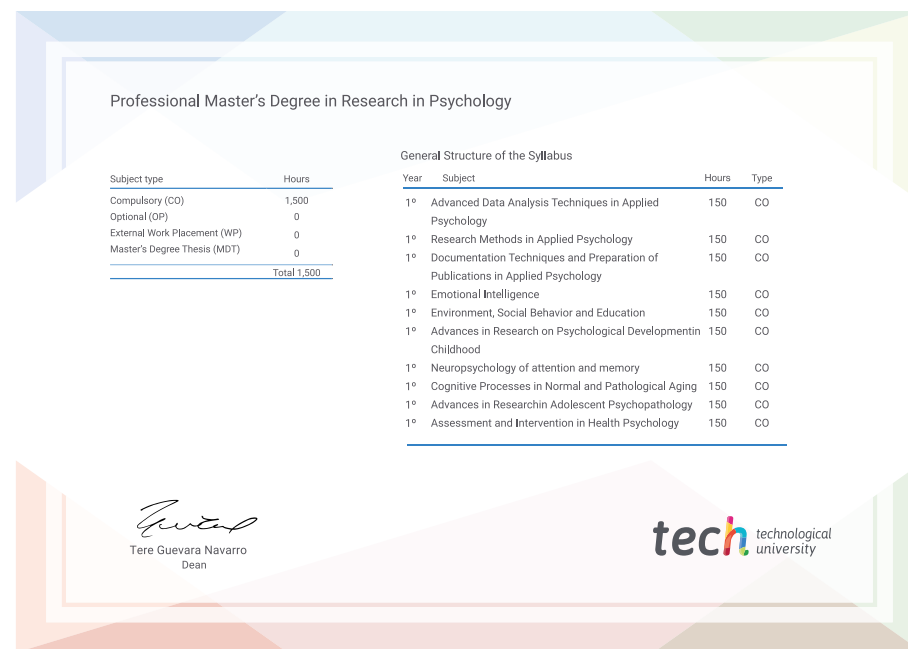 Professional Master's Degree in Research in Psychology
Subject type Hours
Compulsory (CO) 1,500
Optional (OP) 0
External Work Placement (WP) 0
Master's Degree Thesis (MDT) 0
Total 1,500
General Structure of the Syllabus
Year Subject Hours Type
1º Advanced Data Analysis Techniques in Applied 150 CO
Psychology
1º Research Methods in Applied Psychology 150 CO
1º Documentation Techniques and Preparation of 150 CO
Publications in Applied Psychology
1º Emotional Intelligence 150 CO
1º Environment, Social Behavior and Education 150 CO
1º Advances in Research on Psychological Developmentin 150 CO
Childhood
1º Neuropsychology of attention and memory 150 CO
1º Cognitive Processes in Normal and Pathological Aging 150 CO
1º Advances in Researchin Adolescent Psychopathology 150 CO
1º Assessment and Intervention in Health Psychology 150 CO
Tere Guevara Navarro
Dean
tech technological
university